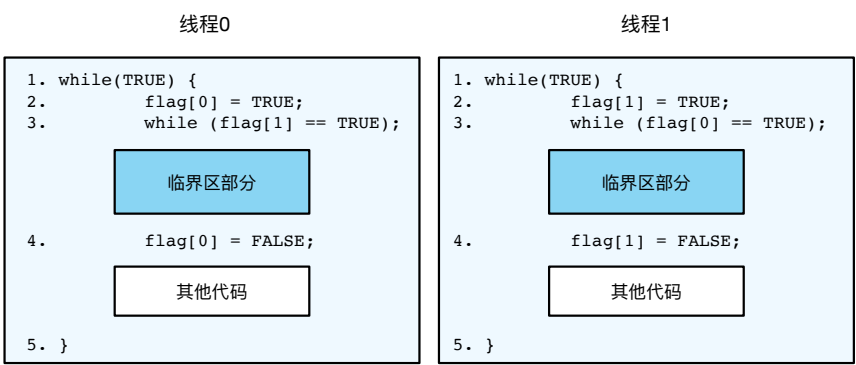 线程0
1. while(TRUE) {
2. flag[0] = TRUE;
3. while (flag[1] == TRUE);
临界区部分
4. flag[0] = FALSE;
其他代码
5. }
线程1
1. while(TRUE) {
2. flag[1] = TRUE;
3. while (flag[0] == TRUE);
临界区部分
4. flag[1] = FALSE;
其他代码
5. }